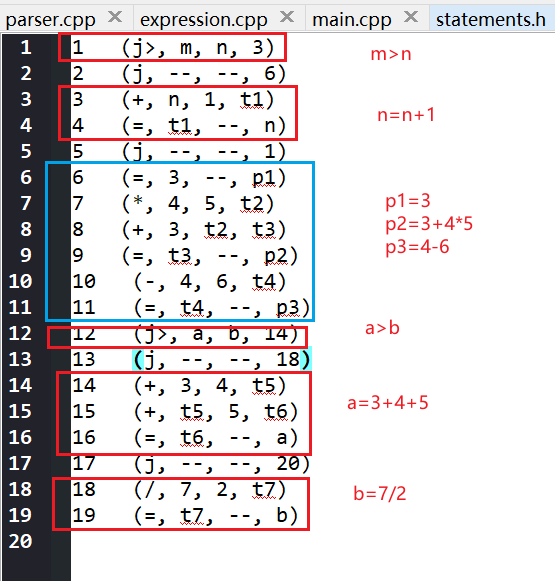 parser.cpp expression.cpp main.cpp statements.h
1 1 (j>, m, n, 3) m>n
2 2 (j, --, --, 6)
3 3 (+, n, 1, t1)
4 4 (=, t1, --, n) n=n+1
5 5 (j, --, --, 1)
6 6 (=, 3, --, p1)
7 7 (*, 4, 5, t2) p1=3
8 8 (+, 3, t2, t3) p2=3+4*5
9 9 (=, t3, --, p2) p3=4-6
10 10 (-, 4, 6, t4)
11 11 (=, t4, --, p3)
12 12 (j>, a, b, 14) a>b
13 13 (j, --, --, 18)
14 14 (+, 3, 4, t5)
15 15 (+, t5, 5, t6) a=3+4+5
16 16 (=, t6, --, a)
17 17 (j, --, --, 20)
18 18 (/, 7, 2, t7) b=7/2
19 19 (=, t7, --, b)
20